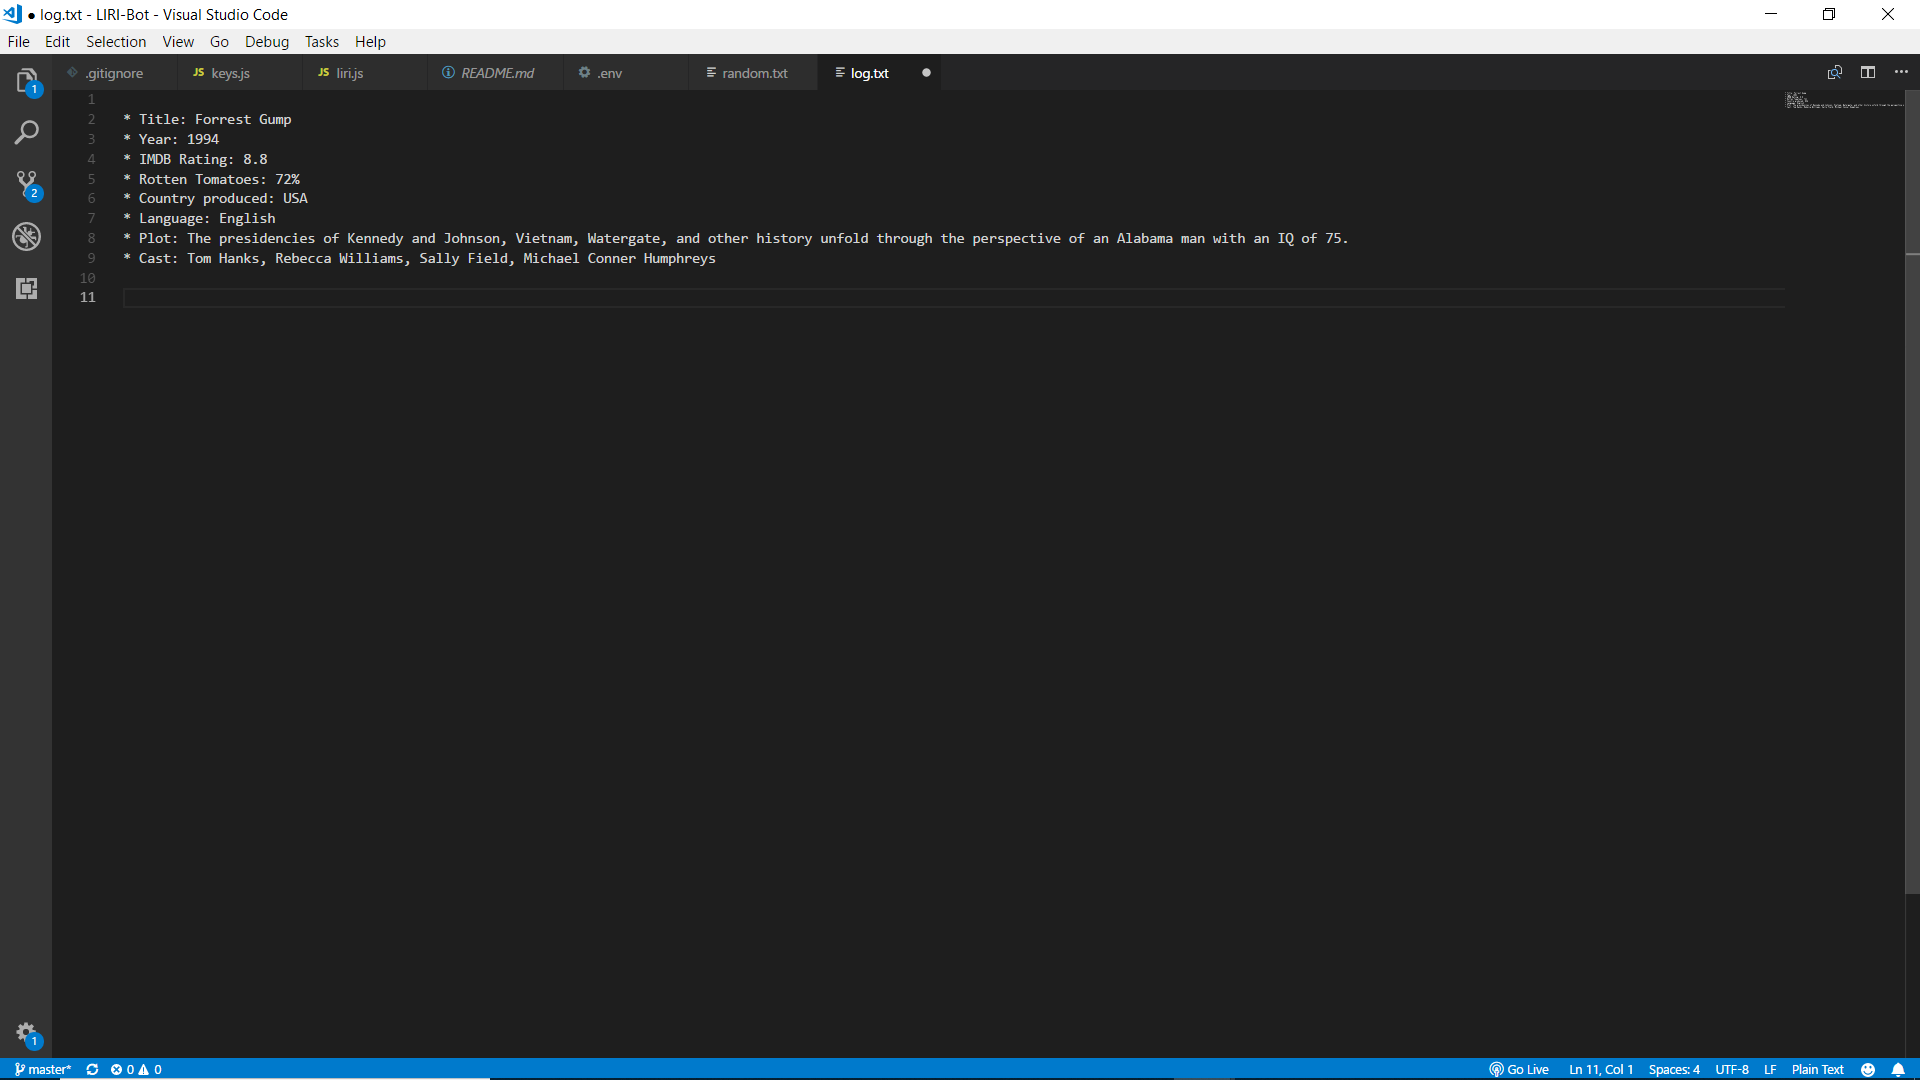 ● log.txt - LIRI-Bot - Visual Studio Code
File Edit Selection View Go Debug Tasks Help
.gitignore JS keys.js JS liri.js README.md .env random.txt log.txt
1
2 * Title: Forrest Gump
3 * Year: 1994
4 * IMDB Rating: 8.8
5 * Rotten Tomatoes: 72%
6 * Country produced: USA
7 * Language: English
8 * Plot: The presidencies of Kennedy and Johnson, Vietnam, Watergate, and other history unfold through the perspective of an Alabama man with an IQ of 75.
9 * Cast: Tom Hanks, Rebecca Williams, Sally Field, Michael Conner Humphreys
10
11
1
2
1
master* 0 0 Go Live Ln 11, Col 1 Spaces: 4 UTF-8 LF Plain Text